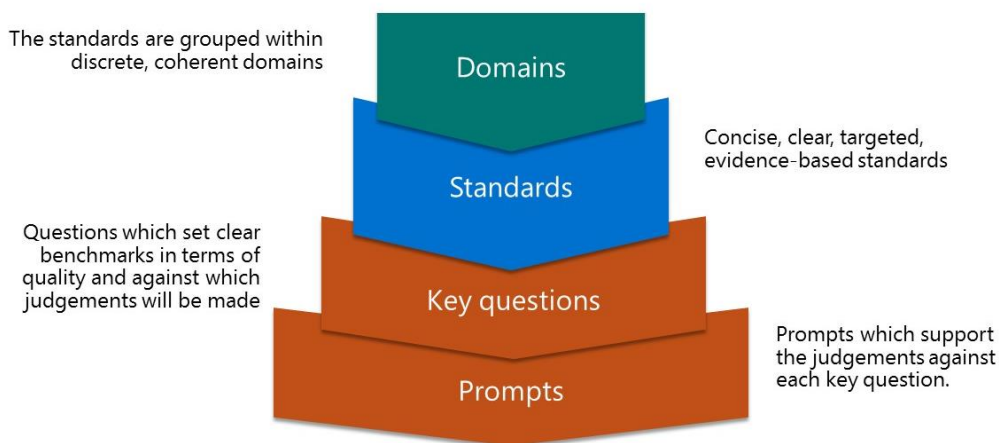 The standards are grouped within
discrete, coherent domains
Domains
Concise, clear, targeted,
evidence-based standards
Standards
Questions which set clear
benchmarks in terms of
quality and against which
judgements will be made
Key questions
Prompts which support
the judgements against
each key question.
Prompts